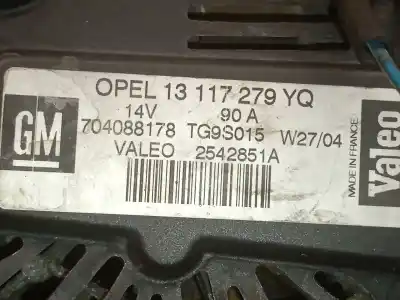 OPEL 13 117 279 YQ
14V 90 A
704088178 TG9S015 W27/04
VALEO 2542851A
GM
MADE IN FRANCE
Valeo